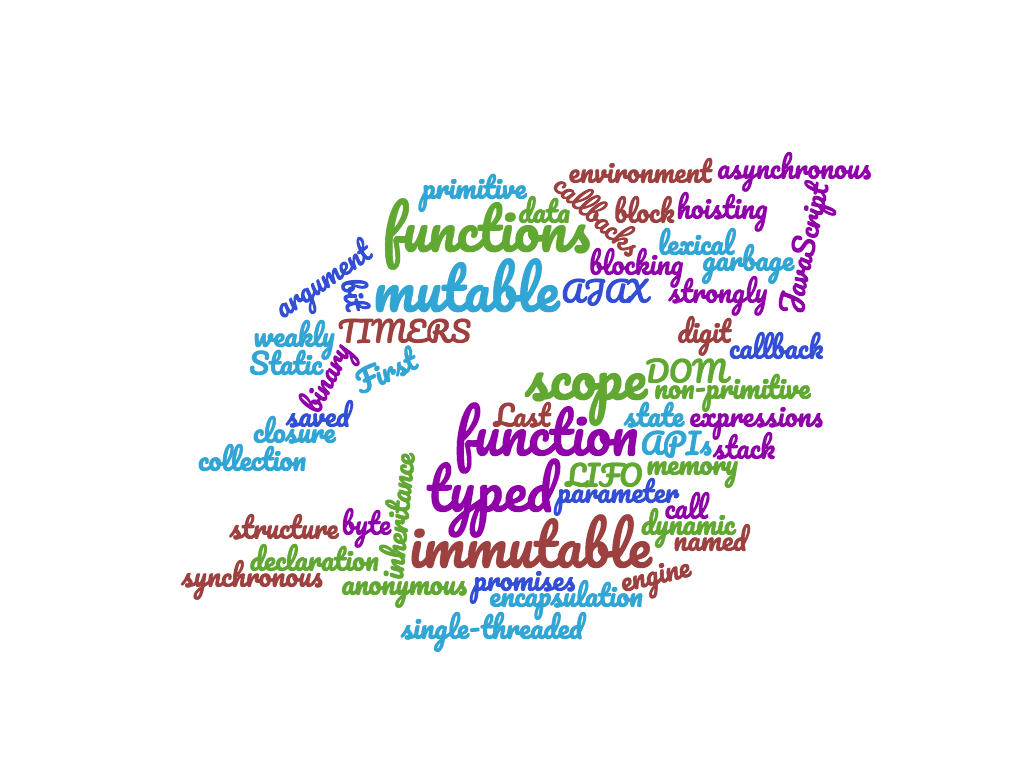 environment
asynchronous
primitive
callbacks
data
block
hoisting
JavaScript
functions
lexical
garbage
argument
blocking
bit
mutable
AJAX
strongly
weakly
TIMERS
digit
callback
Static
binary
First
scope
DOM
non-primitive
saved
Last
state
expressions
closure
function
APIs
stack
collection
inheritance
typed
LIFO
memory
parameter
call
structure
byte
dynamic
named
immutable
declaration
synchronous
anonymous
promises
engine
encapsulation
single-threaded